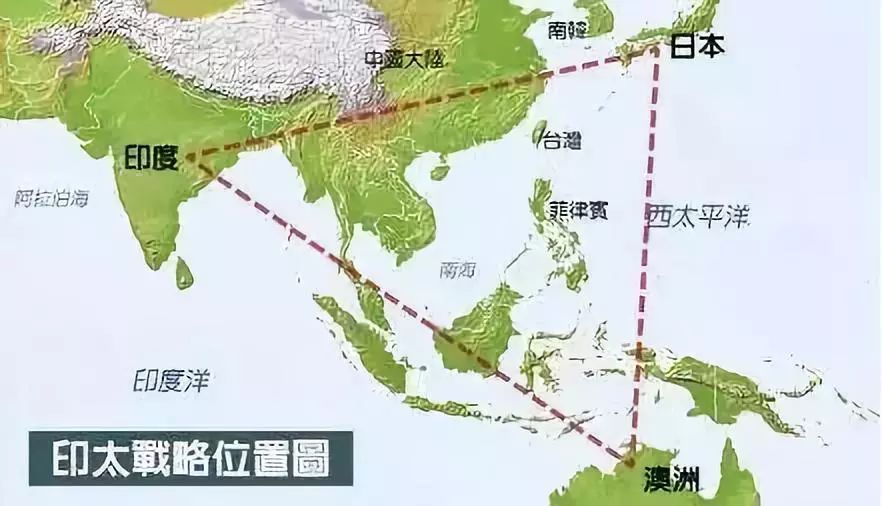 南韓
日本
中國大陸
台灣
印度
阿拉伯海
菲律賓
西太平洋
南海
印度洋
印太戰略位置圖
澳洲